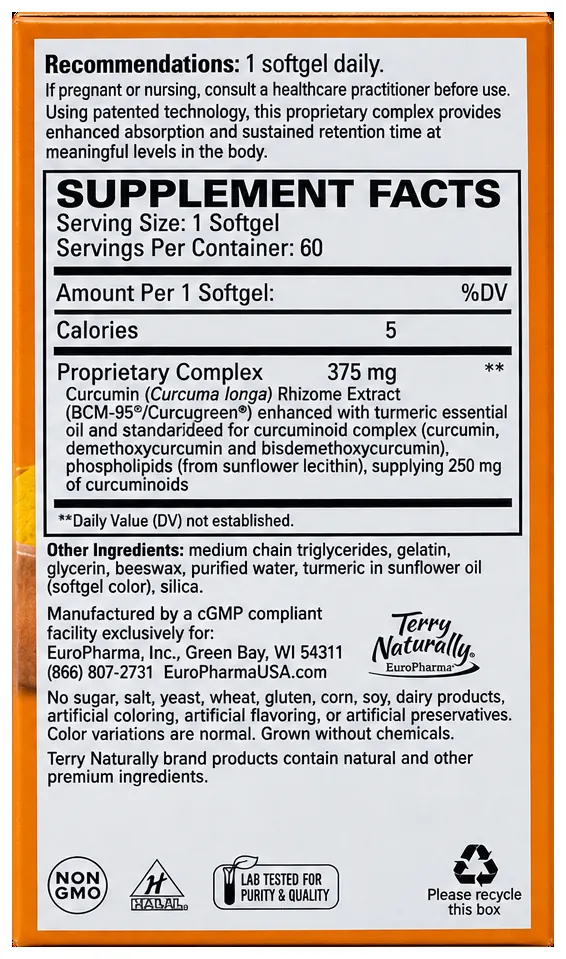 Recommendations: 1 softgel daily.
If pregnant or nursing, consult a healthcare practitioner before use.
Using patented technology, this proprietary complex provides
enhanced absorption and sustained retention time at
meaningful levels in the body.
SUPPLEMENT FACTS
Serving Size: 1 Softgel
Servings Per Container: 60
Amount Per 1 Softgel: %DV
Calories 5
Proprietary Complex 375 mg **
Curcumin (Curcuma longa) Rhizome Extract
(BCM-95®/Curcugreen®) enhanced with turmeric essential
oil and standarideed for curcuminoid complex (curcumin,
demethoxycurcumin and bisdemethoxycurcumin),
phospholipids (from sunflower lecithin), supplying 250 mg
of curcuminoids
**Daily Value (DV) not established.
Other Ingredients: medium chain triglycerides, gelatin,
glycerin, beeswax, purified water, turmeric in sunflower oil
(softgel color), silica.
Manufactured by a cGMP compliant
facility exclusively for:
EuroPharma, Inc., Green Bay, WI 54311
(866) 807-2731 EuroPharmaUSA.com
Terry
Naturally®
EuroPharma®
No sugar, salt, yeast, wheat, gluten, corn, soy, dairy products,
artificial coloring, artificial flavoring, or artificial preservatives.
Color variations are normal. Grown without chemicals.
Terry Naturally brand products contain natural and other
premium ingredients.
NON
GMO
H
HALAL®
LAB TESTED FOR
PURITY & QUALITY
Please recycle
this box